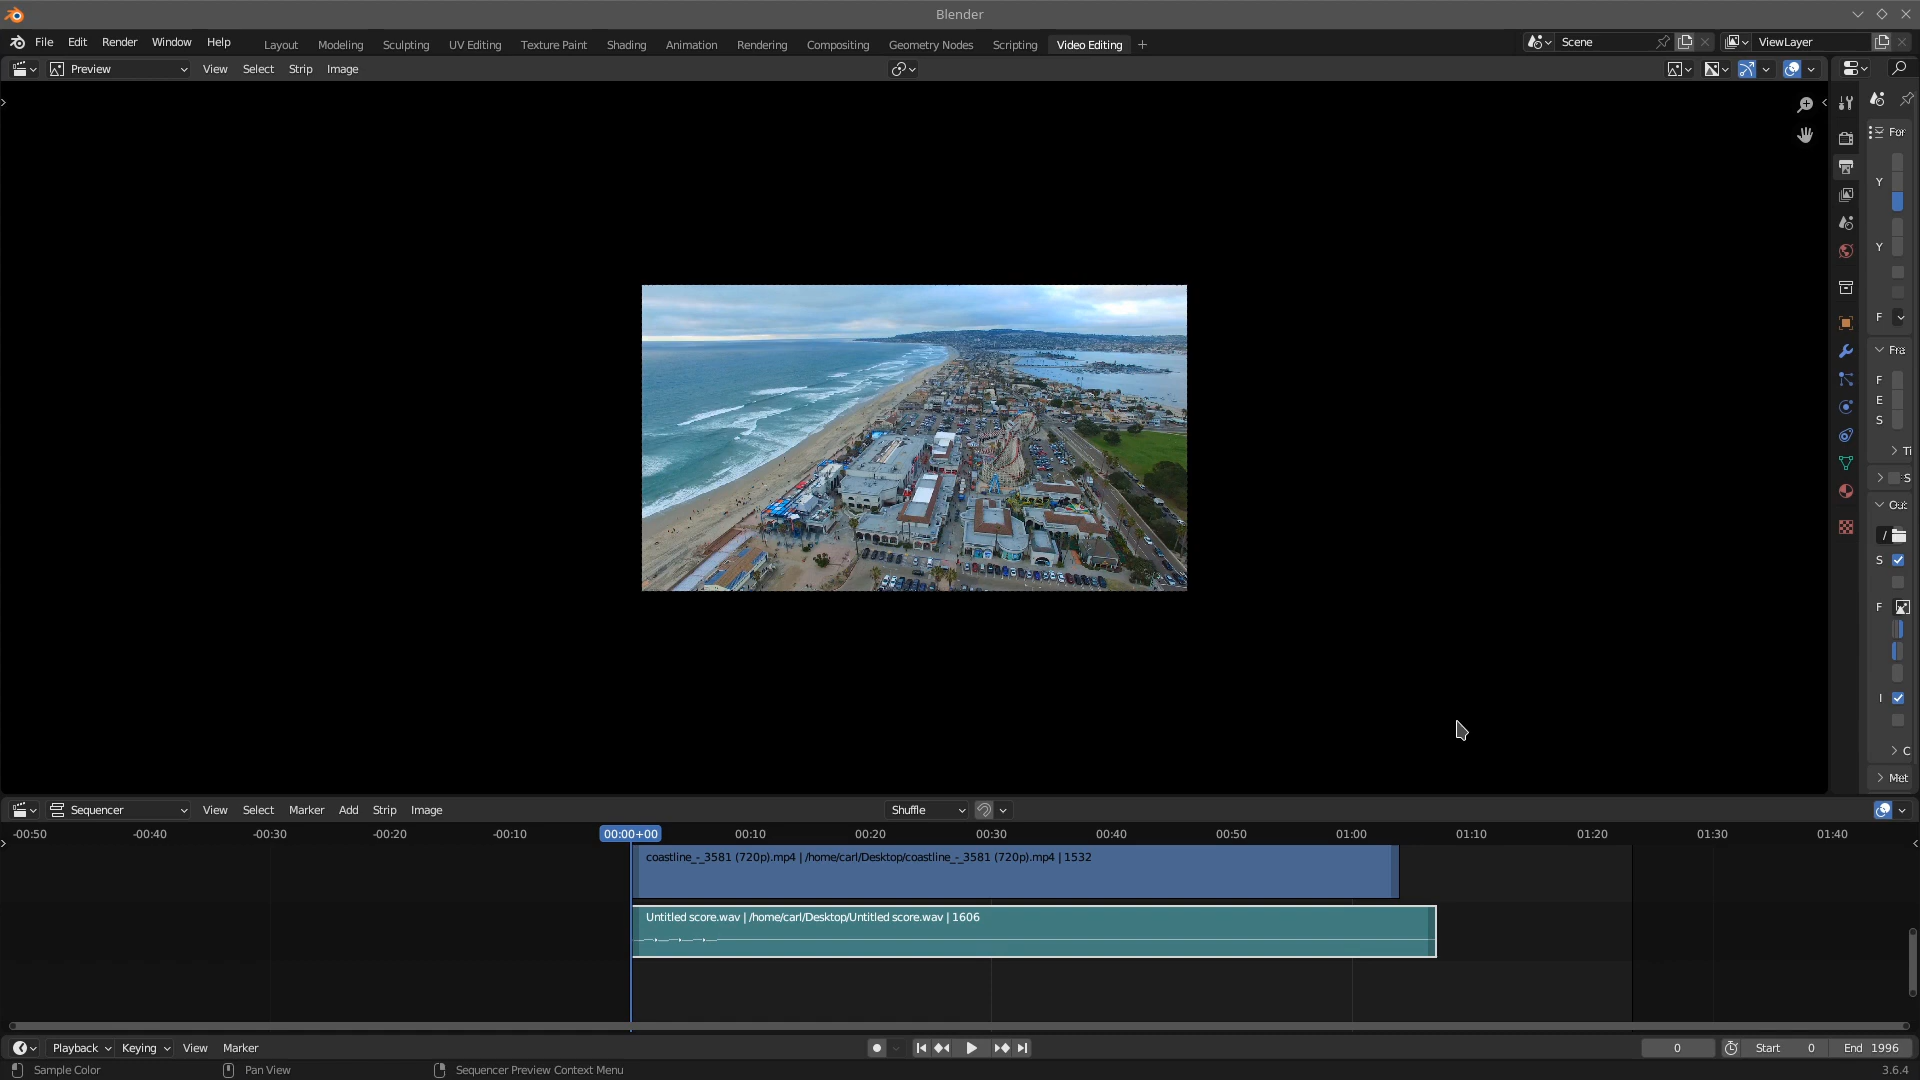 Blender
File Edit Render Window Help Layout Modeling Sculpting UV Editing Texture Paint Shading Animation Rendering Compositing Geometry Nodes Scripting Video Editing + Scene ViewLayer
Preview View Select Strip Image
For
Y
Y
F
Fra
F
E
S
Ti
S
Out
/
S
F
I
C
Met
Sequencer View Select Marker Add Strip Image Shuffle
-00:50 -00:40 -00:30 -00:20 -00:10 00:00+00 00:10 00:20 00:30 00:40 00:50 01:00 01:10 01:20 01:30 01:40
coastline_-_3581 (720p).mp4 | /home/carl/Desktop/coastline_-_3581 (720p).mp4 | 1532
Untitled score.wav | /home/carl/Desktop/Untitled score.wav | 1606
Playback Keying View Marker 0 Start 0 End 1996
Sample Color Pan View Sequencer Preview Context Menu 3.6.4